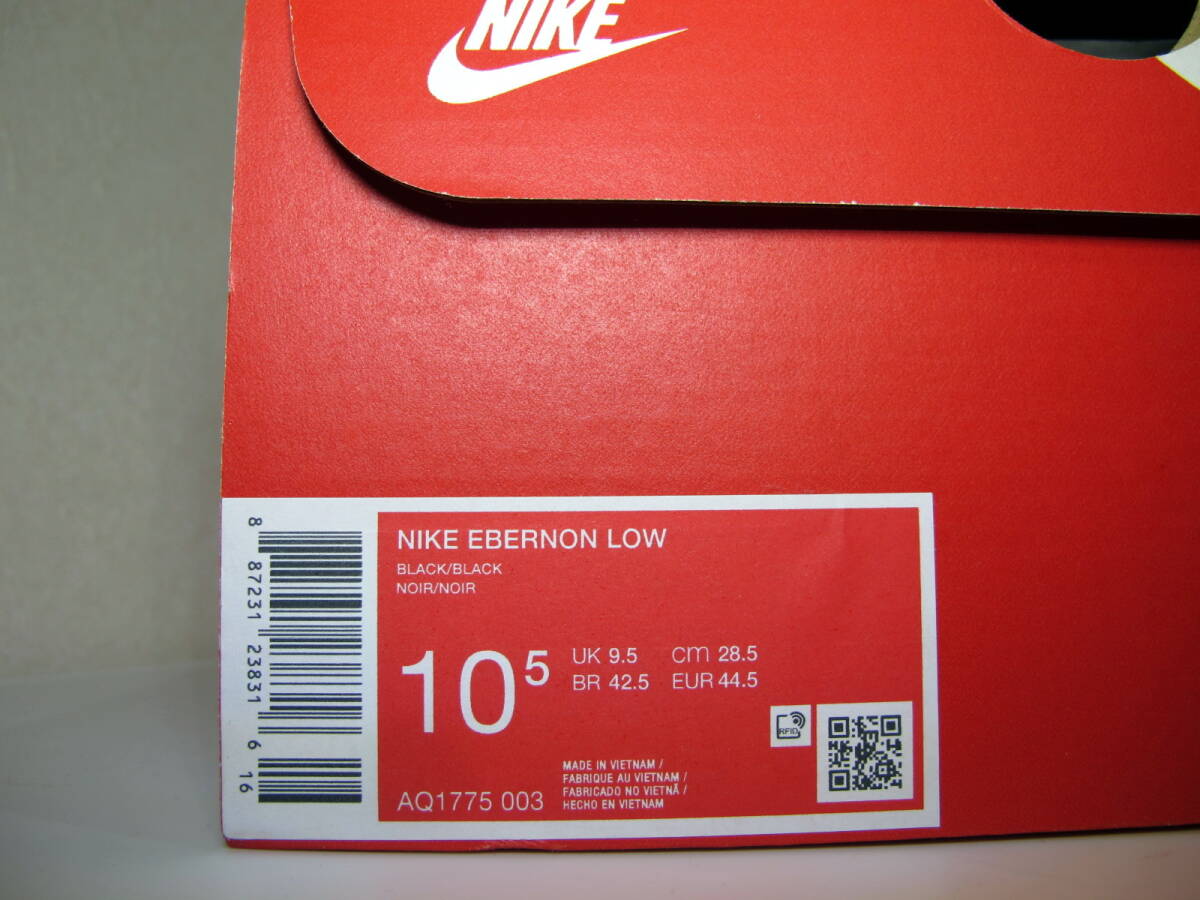 NIKE
NIKE EBERNON LOW
BLACK/BLACK
NOIR/NOIR
10 5
UK 9.5 cm 28.5
BR 42.5 EUR 44.5
RFID
MADE IN VIETNAM /
FABRIQUE AU VIETNAM /
FABRICADO NO VIETNÃ /
HECHO EN VIETNAM
AQ1775 003
8 87231 23831 6 16